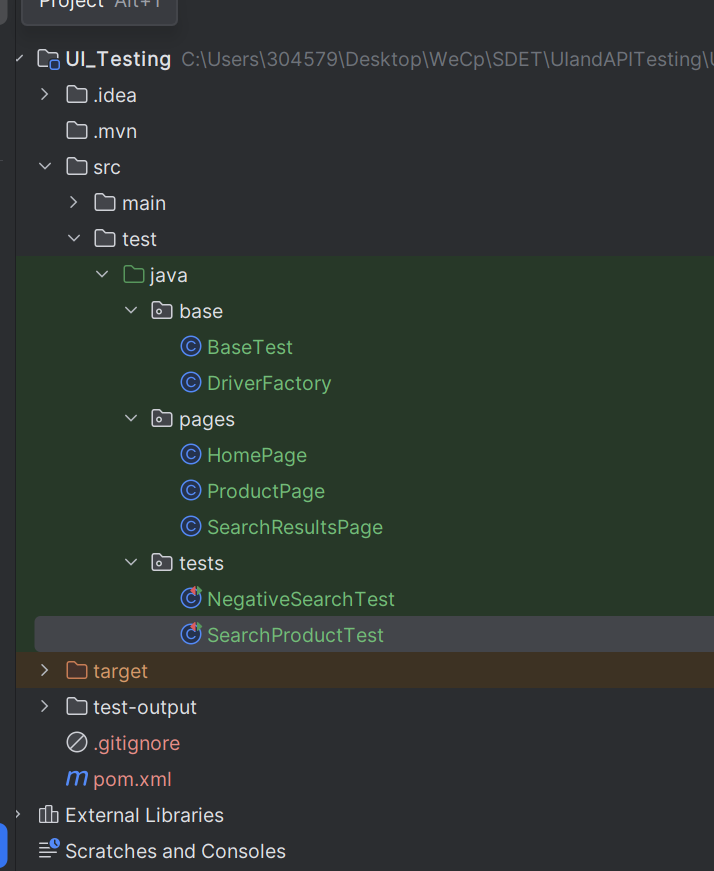 Project Alt+1
UI_Testing C:\Users\304579\Desktop\WeCp\SDET\UIandAPITesting\U
.idea
.mvn
src
main
test
java
base
BaseTest
DriverFactory
pages
HomePage
ProductPage
SearchResultsPage
tests
NegativeSearchTest
SearchProductTest
target
test-output
.gitignore
pom.xml
External Libraries
Scratches and Consoles